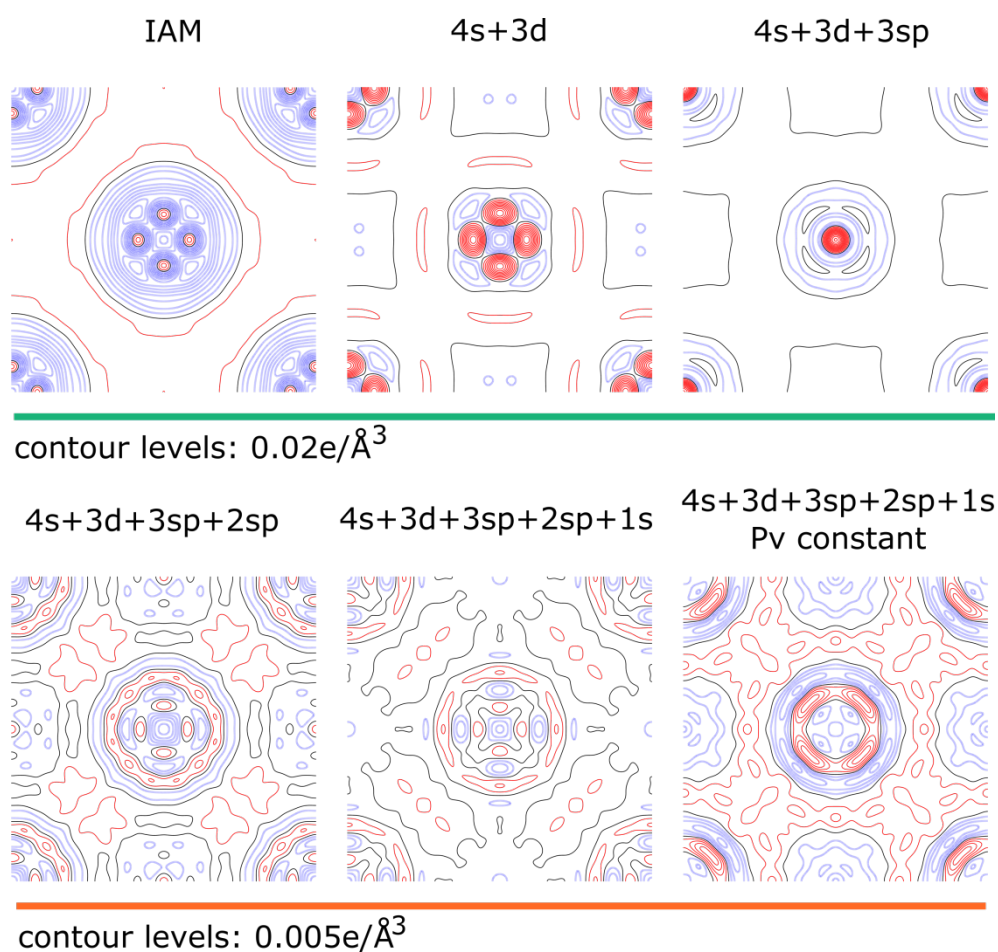 IAM
4s+3d
4s+3d+3sp
contour levels: 0.02e/Å³
4s+3d+3sp+2sp
4s+3d+3sp+2sp+1s
4s+3d+3sp+2sp+1s
Pv constant
contour levels: 0.005e/Å³